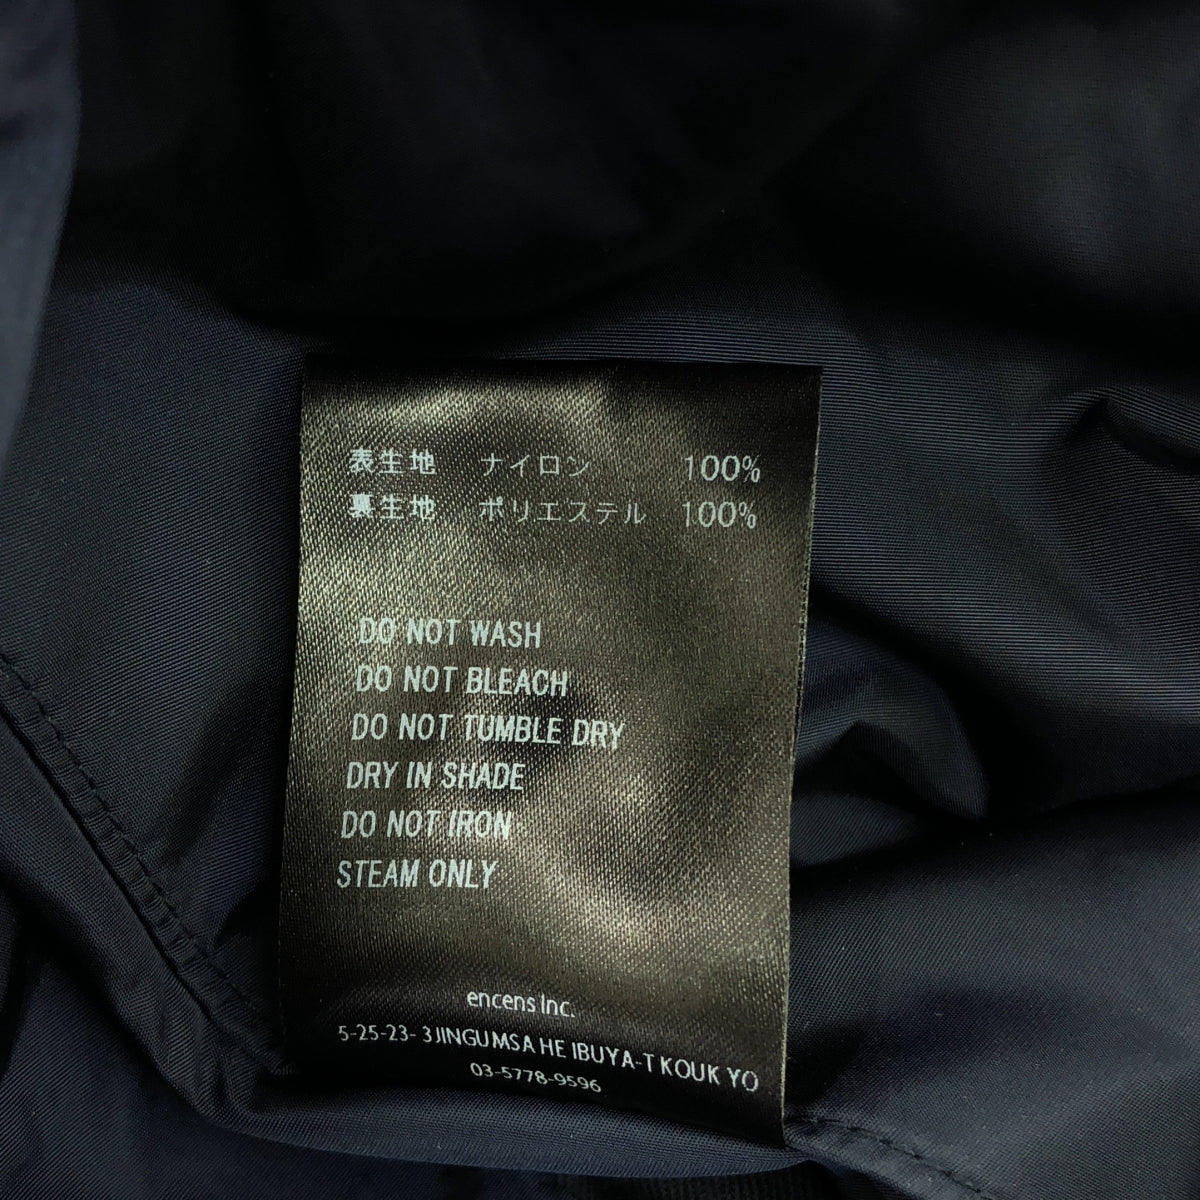 表生地 ナイロン 100%
裏生地 ポリエステル 100%
DO NOT WASH
DO NOT BLEACH
DO NOT TUMBLE DRY
DRY IN SHADE
DO NOT IRON
STEAM ONLY
encens Inc.
5-25-23- 3JINGUMSA HE IBUYA-T KOUK YO
03-5778-9596